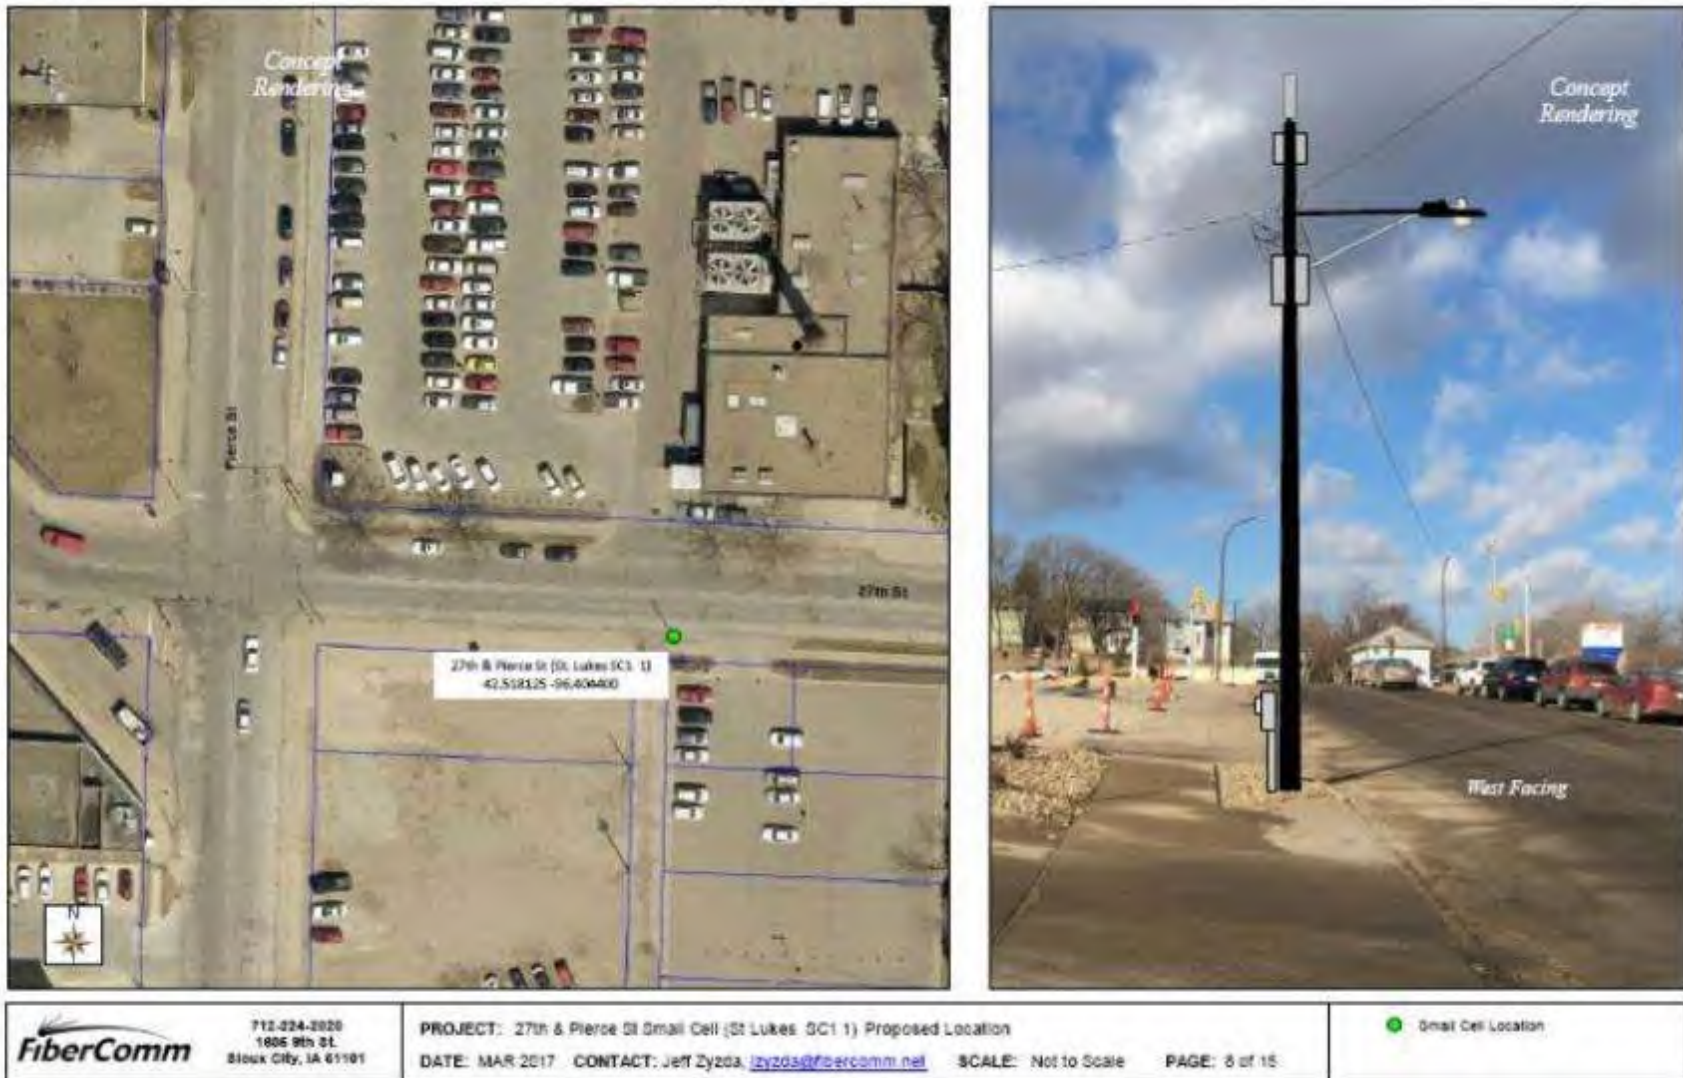 Concept
Rendering
Pierce St
27th St
27th & Pierce St (St. Lukes SC1 1)
42.518125 -96.404400
N
Concept
Rendering
West Facing
FiberComm
712-224-2020
1605 9th St.
Sioux City, IA 51101
PROJECT: 27th & Pierce St Small Cell (St Lukes SC1 1) Proposed Location
DATE: MAR 2017 CONTACT: Jeff Zyzda, jzyzda@fibercomm.net SCALE: Not to Scale PAGE: 8 of 15
Small Cell Location